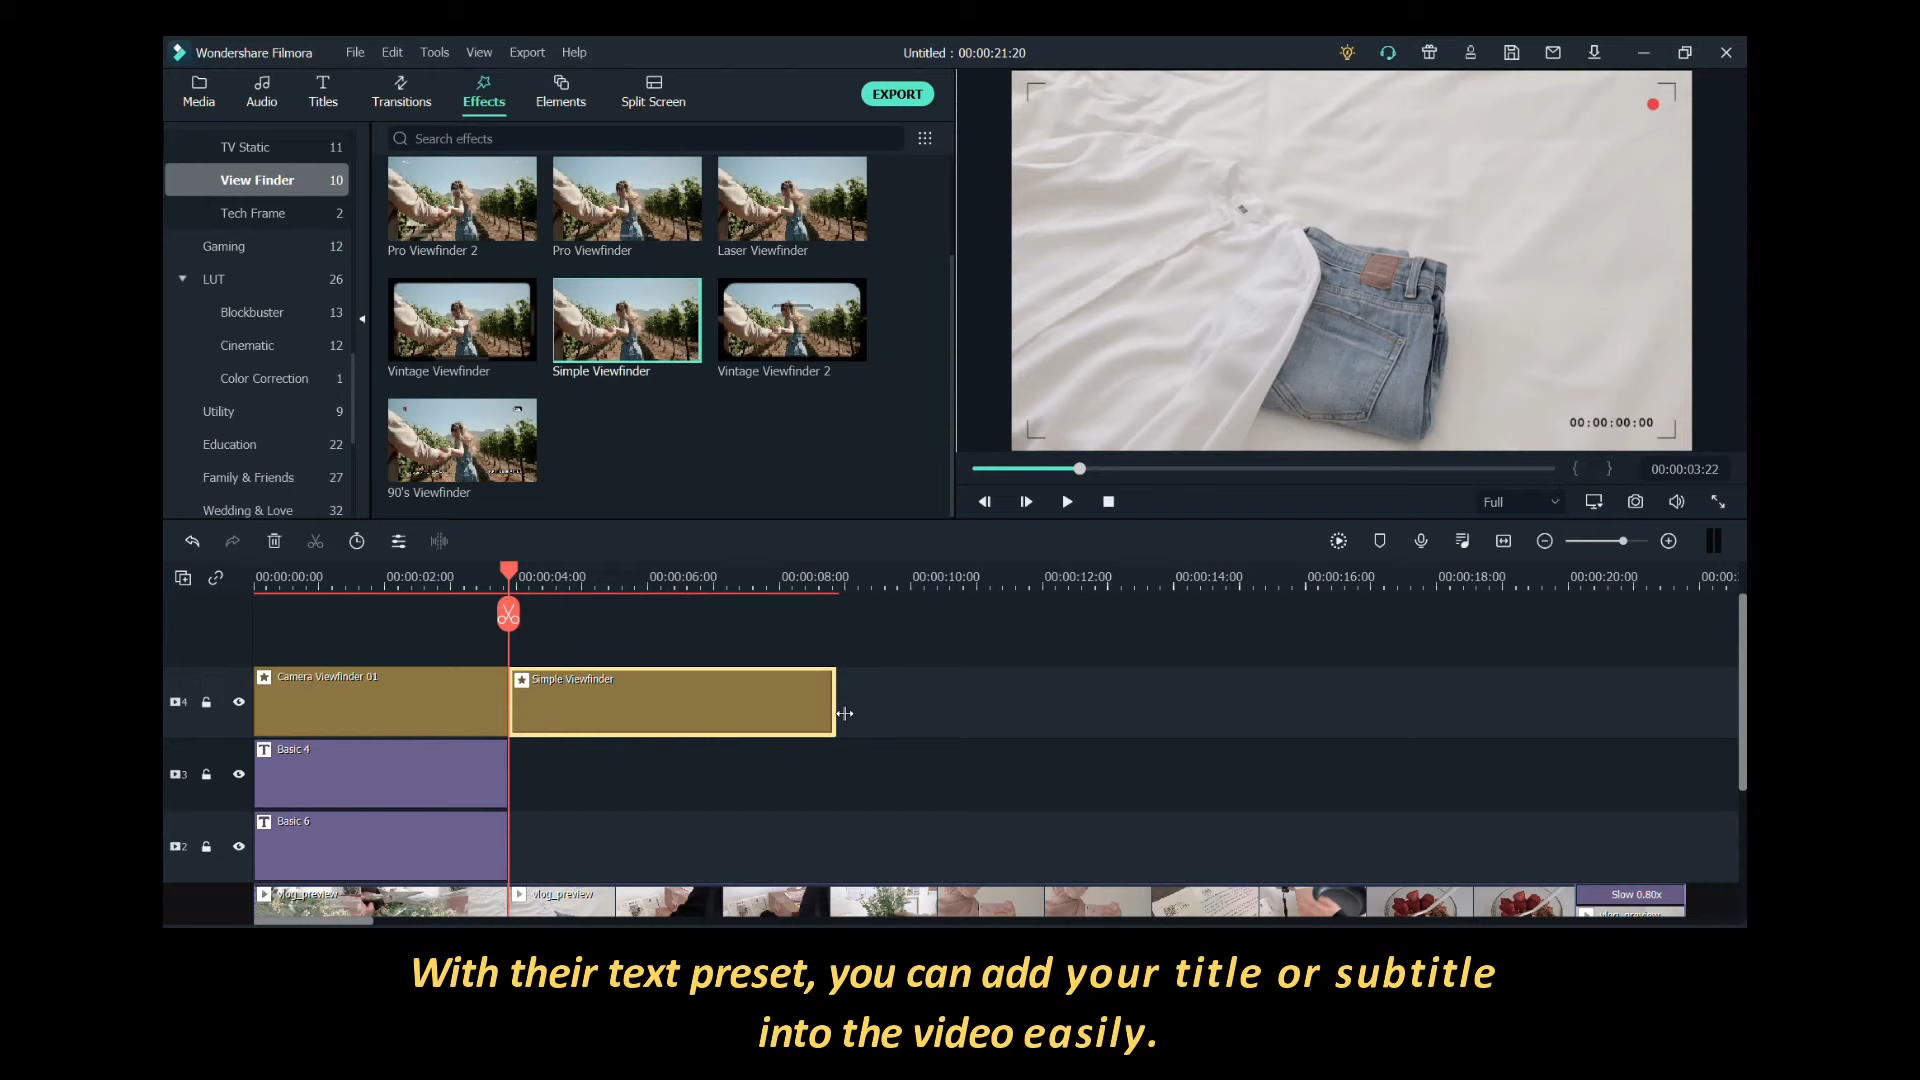 Wondershare Filmora
File Edit Tools View Export Help
Untitled : 00:00:21:20
Media Audio Titles Transitions Effects Elements Split Screen
EXPORT
Search effects
TV Static 11
View Finder 10
Tech Frame 2
Gaming 12
LUT 26
Blockbuster 13
Cinematic 12
Color Correction 1
Utility 9
Education 22
Family & Friends 27
Wedding & Love 32
Pro Viewfinder 2 Pro Viewfinder Laser Viewfinder
Vintage Viewfinder Simple Viewfinder Vintage Viewfinder 2
90's Viewfinder
00:00:00:00
00:00:03:22
Full
00:00:00:00 00:00:02:00 00:00:04:00 00:00:06:00 00:00:08:00 00:00:10:00 00:00:12:00 00:00:14:00 00:00:16:00 00:00:18:00 00:00:20:00 00:00:
4 Camera Viewfinder 01 Simple Viewfinder
3 Basic 4
2 Basic 6
vlog_preview vlog_preview Slow 0.80x
vlog_preview
With their text preset, you can add your title or subtitle
into the video easily.